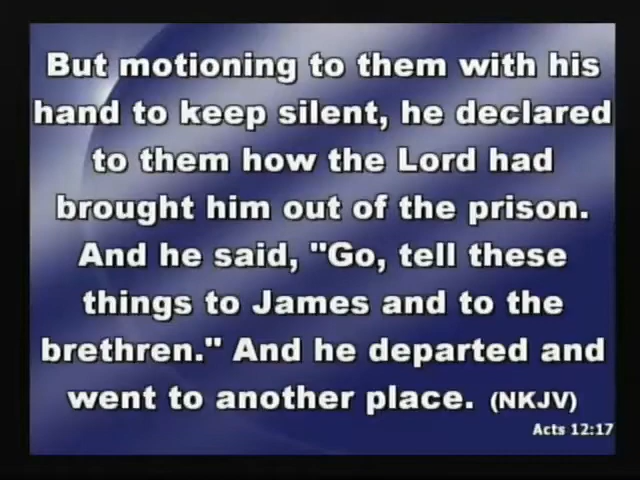 But motioning to them with his
hand to keep silent, he declared
to them how the Lord had
brought him out of the prison.
And he said, "Go, tell these
things to James and to the
brethren." And he departed and
went to another place. (NKJV)
Acts 12:17